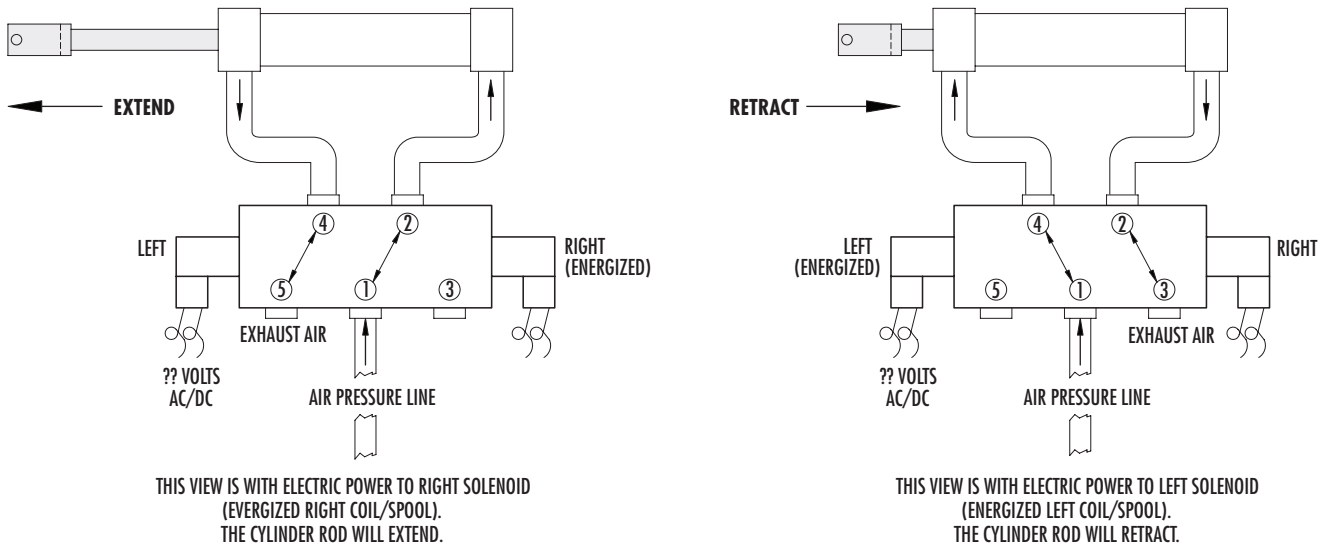 EXTEND
4
2
LEFT
RIGHT
(ENERGIZED)
5
1
3
EXHAUST AIR
?? VOLTS
AC/DC
AIR PRESSURE LINE
THIS VIEW IS WITH ELECTRIC POWER TO RIGHT SOLENOID
(EVERGIZED RIGHT COIL/SPOOL).
THE CYLINDER ROD WILL EXTEND.
RETRACT
4
2
LEFT
(ENERGIZED)
RIGHT
5
1
3
EXHAUST AIR
?? VOLTS
AC/DC
AIR PRESSURE LINE
THIS VIEW IS WITH ELECTRIC POWER TO LEFT SOLENOID
(ENERGIZED LEFT COIL/SPOOL).
THE CYLINDER ROD WILL RETRACT.